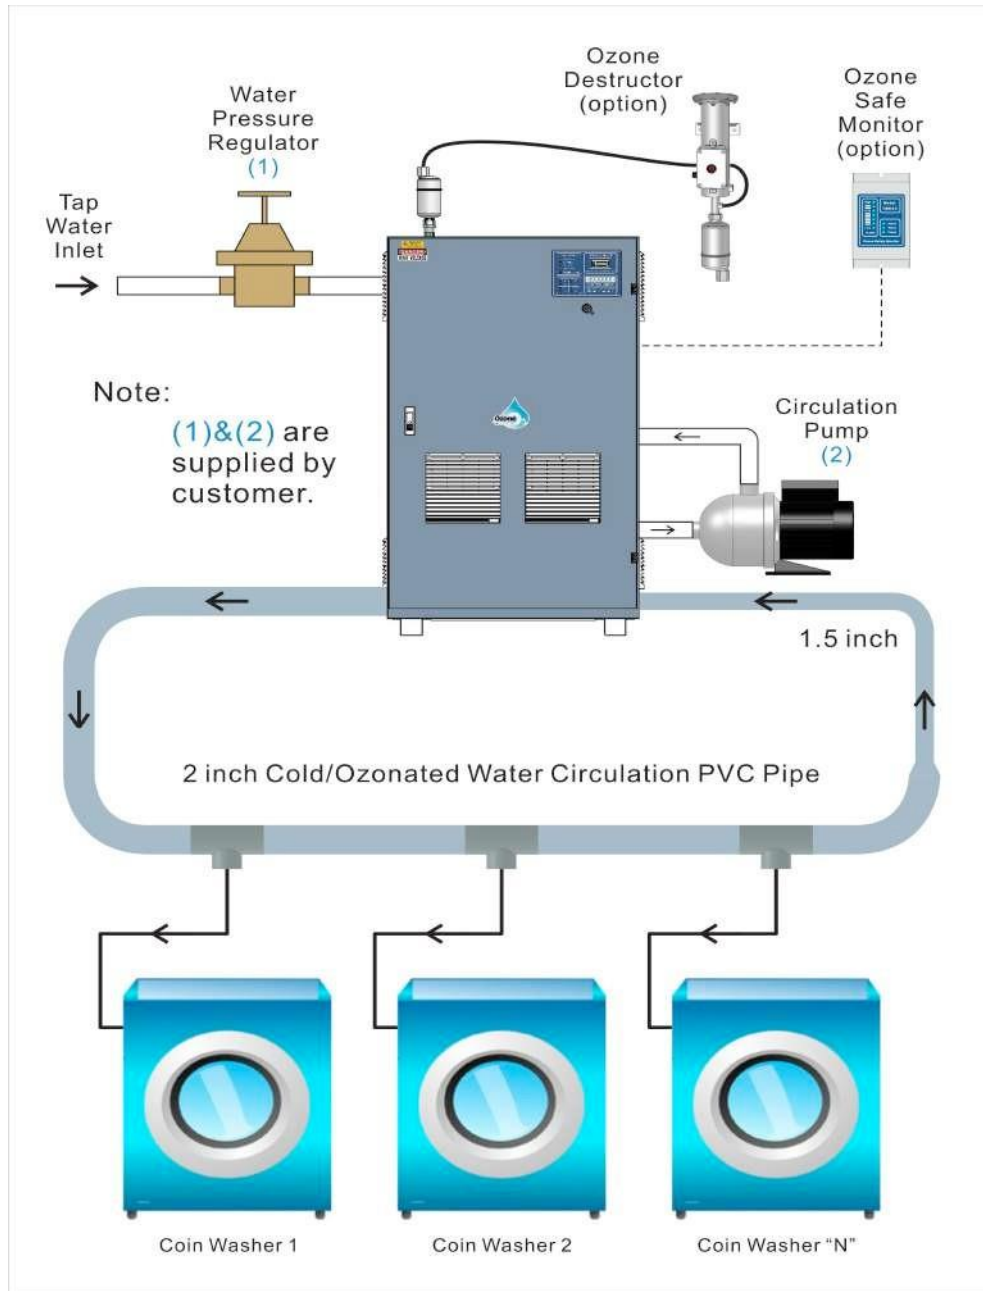 Ozone
Destructor
(option)
Ozone
Safe
Monitor
(option)
Water
Pressure
Regulator
(1)
Tap
Water
Inlet
Note:
(1)&(2) are
supplied by
customer.
Ozone
Circulation
Pump
(2)
1.5 inch
2 inch Cold/Ozonated Water Circulation PVC Pipe
Coin Washer 1
Coin Washer 2
Coin Washer “N”